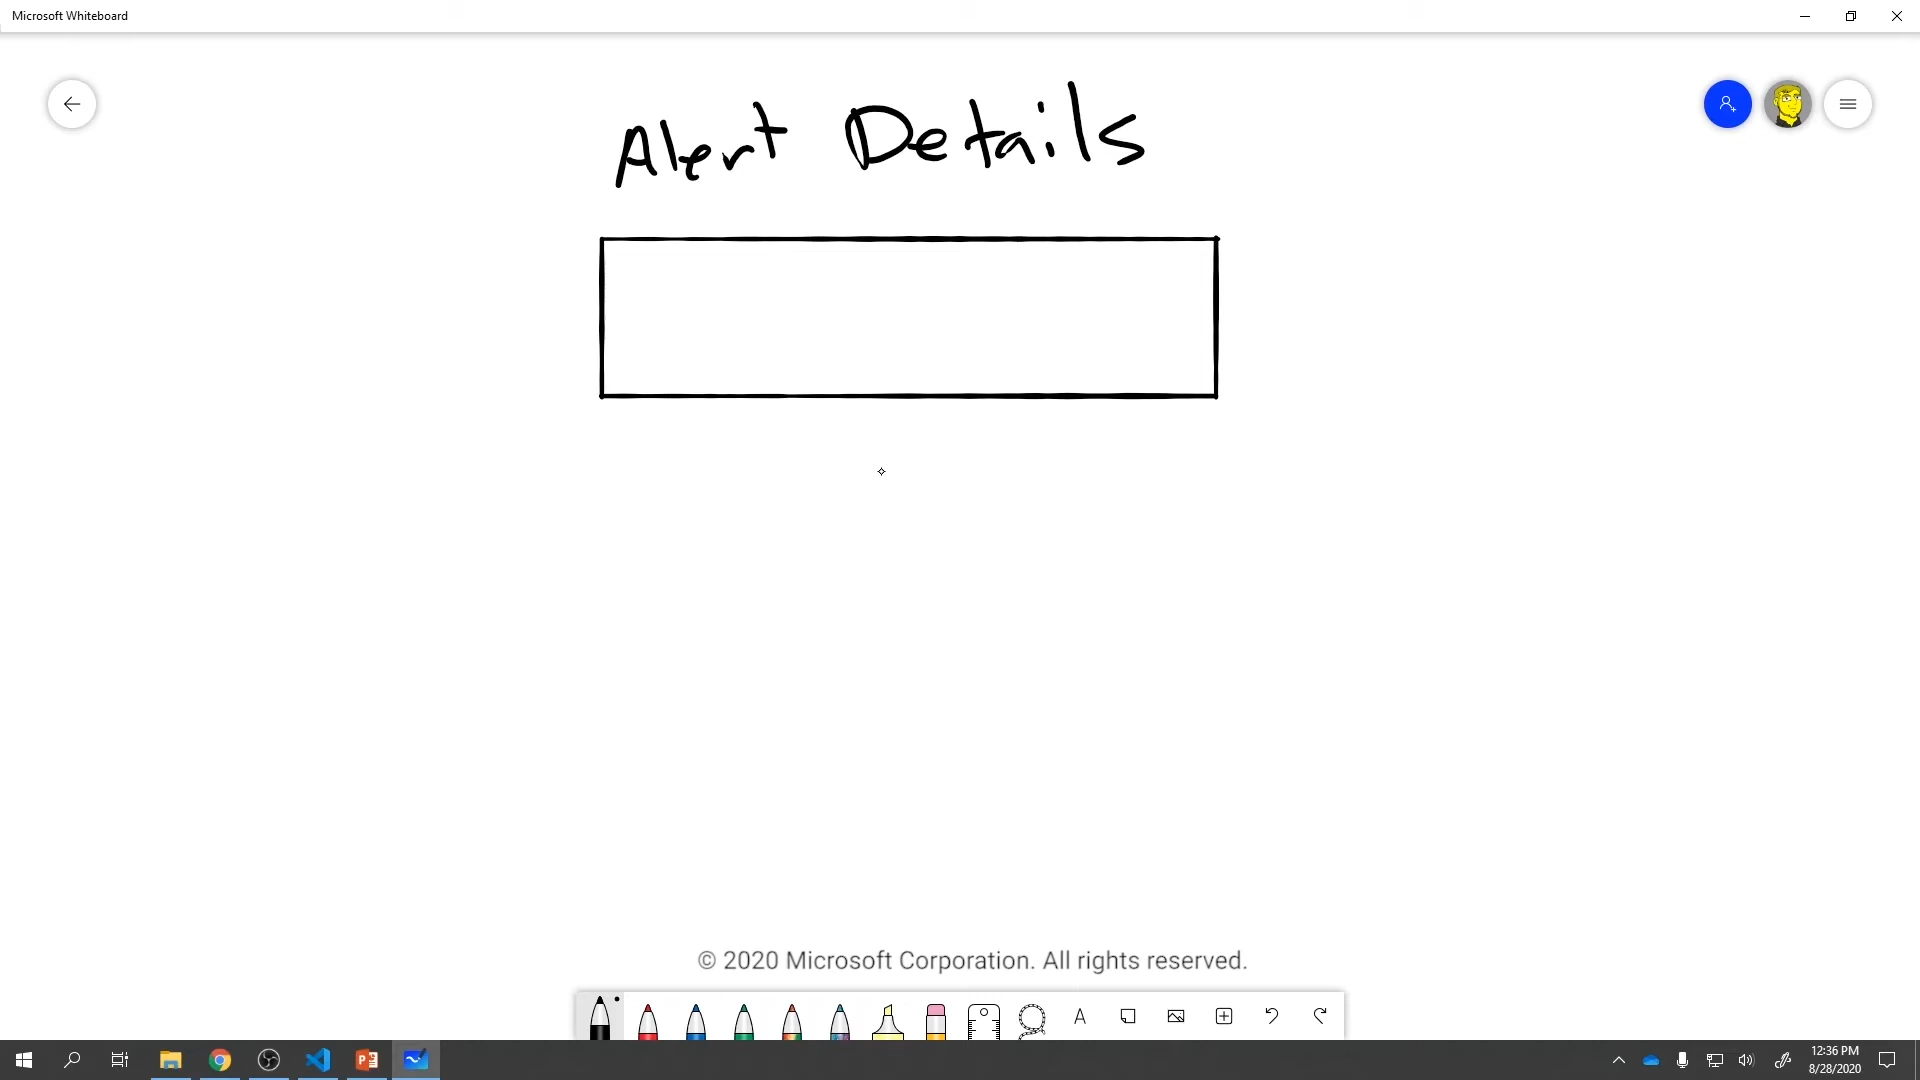 Microsoft Whiteboard
Alert Details
© 2020 Microsoft Corporation. All rights reserved.
12:36 PM
8/28/2020